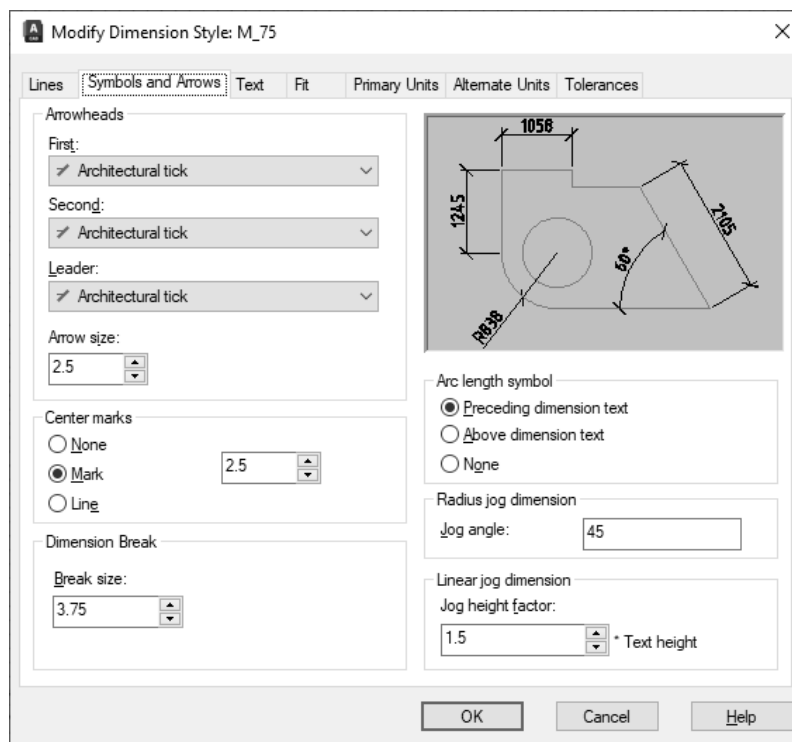 A
CAD
Modify Dimension Style: M_75
Lines
Symbols and Arrows
Text
Fit
Primary Units
Alternate Units
Tolerances
Arrowheads
First:
Architectural tick
Second:
Architectural tick
Leader:
Architectural tick
Arrow size:
2.5
Center marks
None
Mark
2.5
Line
Dimension Break
Break size:
3.75
1058
1245
2105
60°
R838
Arc length symbol
Preceding dimension text
Above dimension text
None
Radius jog dimension
Jog angle:
45
Linear jog dimension
Jog height factor:
1.5
* Text height
OK
Cancel
Help